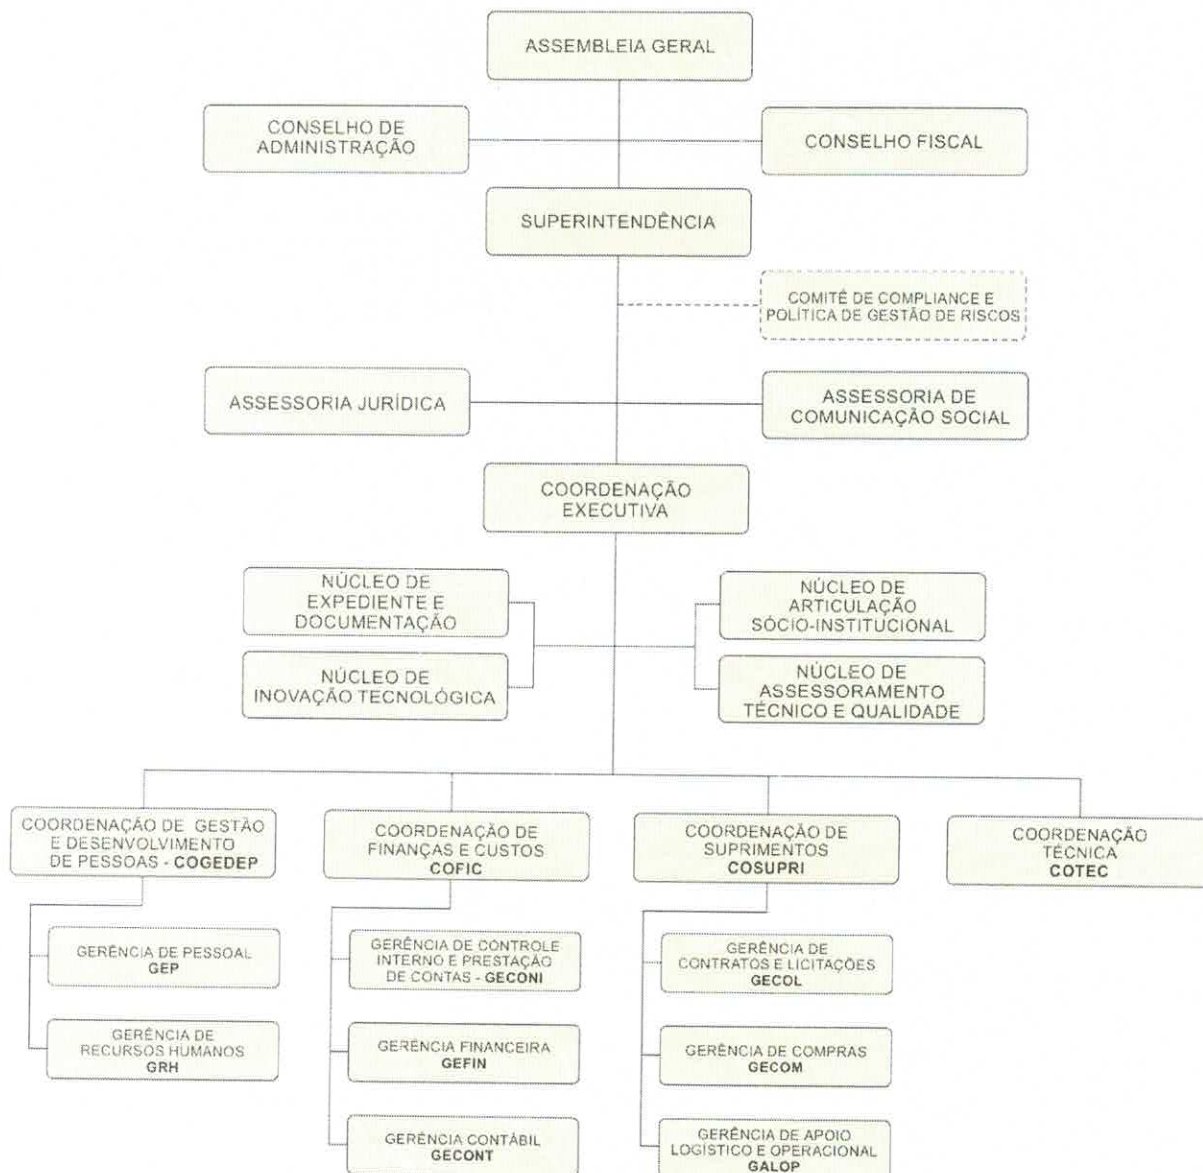 ASSEMBLEIA GERAL
CONSELHO DE
ADMINISTRAÇÃO
CONSELHO FISCAL
SUPERINTENDÊNCIA
COMITÊ DE COMPLIANCE E
POLÍTICA DE GESTÃO DE RISCOS
ASSESSORIA JURÍDICA
ASSESSORIA DE
COMUNICAÇÃO SOCIAL
COORDENAÇÃO
EXECUTIVA
NÚCLEO DE
EXPEDIENTE E
DOCUMENTAÇÃO
NÚCLEO DE
ARTICULAÇÃO
SÓCIO-INSTITUCIONAL
NÚCLEO DE
INOVAÇÃO TECNOLÓGICA
NÚCLEO DE
ASSESSORAMENTO
TÉCNICO E QUALIDADE
COORDENAÇÃO DE GESTÃO
E DESENVOLVIMENTO
DE PESSOAS - COGEDEP
GERÊNCIA DE PESSOAL
GEP
GERÊNCIA DE
RECURSOS HUMANOS
GRH
COORDENAÇÃO DE
FINANÇAS E CUSTOS
COFIC
GERÊNCIA DE CONTROLE
INTERNO E PRESTAÇÃO
DE CONTAS - GECONI
GERÊNCIA FINANCEIRA
GEFIN
GERÊNCIA CONTÁBIL
GECONT
COORDENAÇÃO DE
SUPRIMENTOS
COSUPRI
GERÊNCIA DE
CONTRATOS E LICITAÇÕES
GECOL
GERÊNCIA DE COMPRAS
GECOM
GERÊNCIA DE APOIO
LOGÍSTICO E OPERACIONAL
GALOP
COORDENAÇÃO
TÉCNICA
COTEC